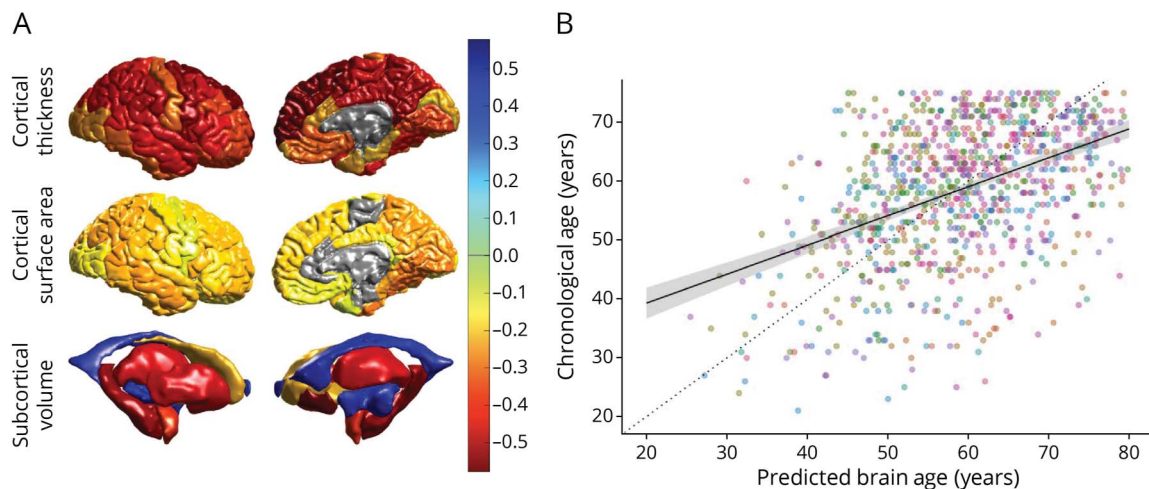 A
Cortical
thickness
Cortical
surface area
Subcortical
volume
0.5
0.4
0.3
0.2
0.1
0.0
–0.1
–0.2
–0.3
–0.4
–0.5
B
Chronological age (years)
70
60
50
40
30
20
20 30 40 50 60 70 80
Predicted brain age (years)